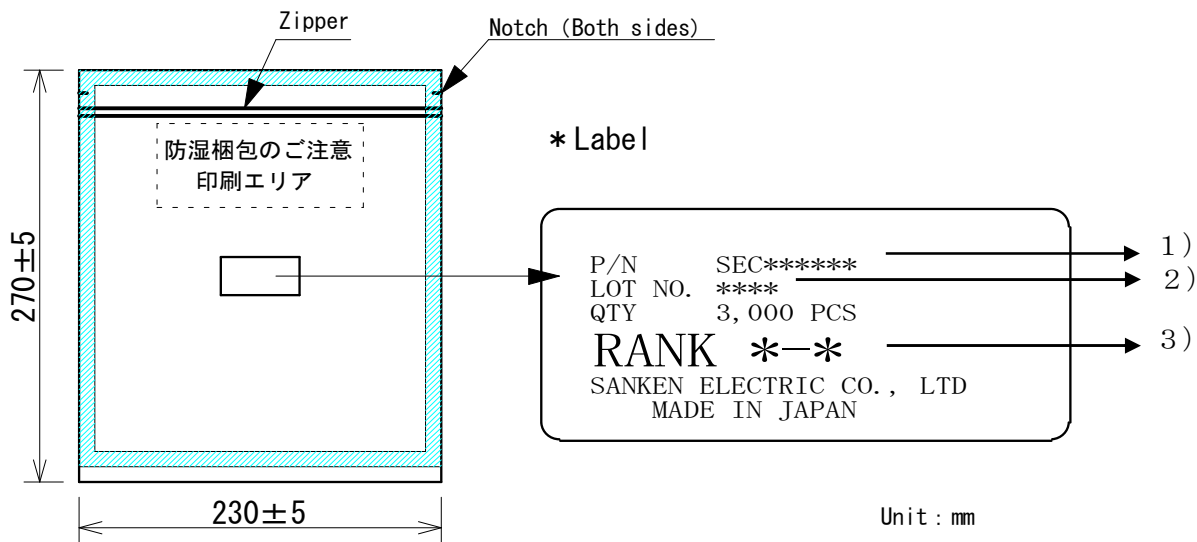 Zipper
Notch (Both sides)
防湿梱包のご注意
印刷エリア
270±5
230±5
* Label
P/N SEC******
LOT NO. ****
QTY 3,000 PCS
RANK *-*
SANKEN ELECTRIC CO., LTD
MADE IN JAPAN
1)
2)
3)
Unit : mm